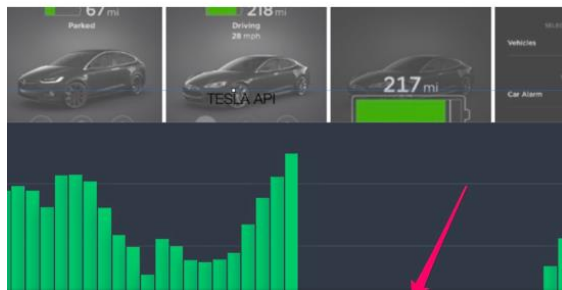 67 mi
Parked
218 mi
Driving
28 mph
TESLA API
217 mi
Vehicles
Car Alarm